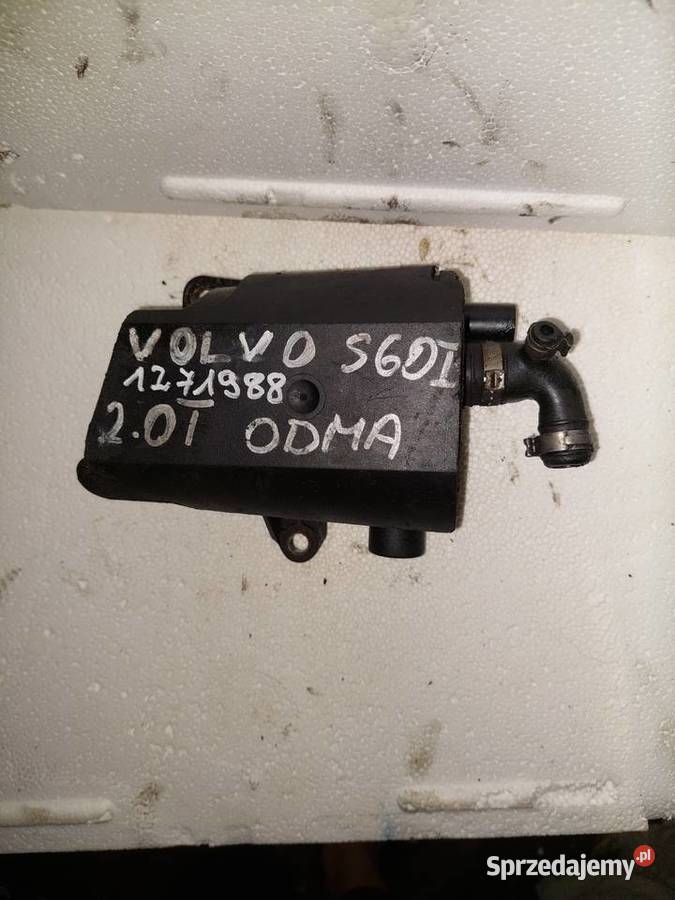 VOLVO S60I
1271988
2.0T ODMA
Sprzedajemy.pl